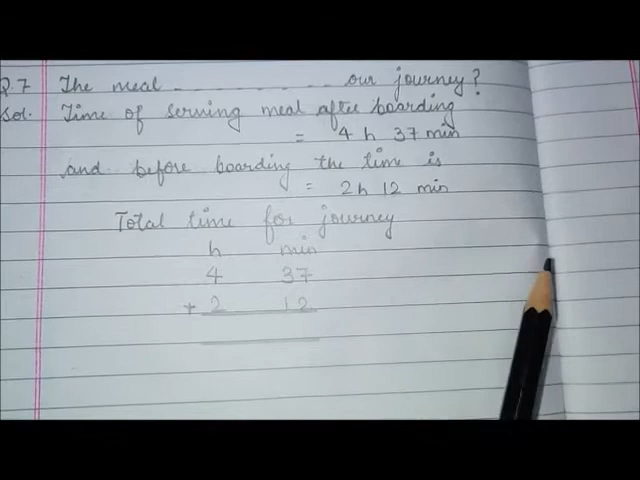 Q.7 The meal - - - - - - - - - - our journey?
Sol. Time of serving meal after boarding
= 4 h 37 min
and before boarding the time is
= 2h 12 min
Total time for journey
h min
4 37
+ 2 12